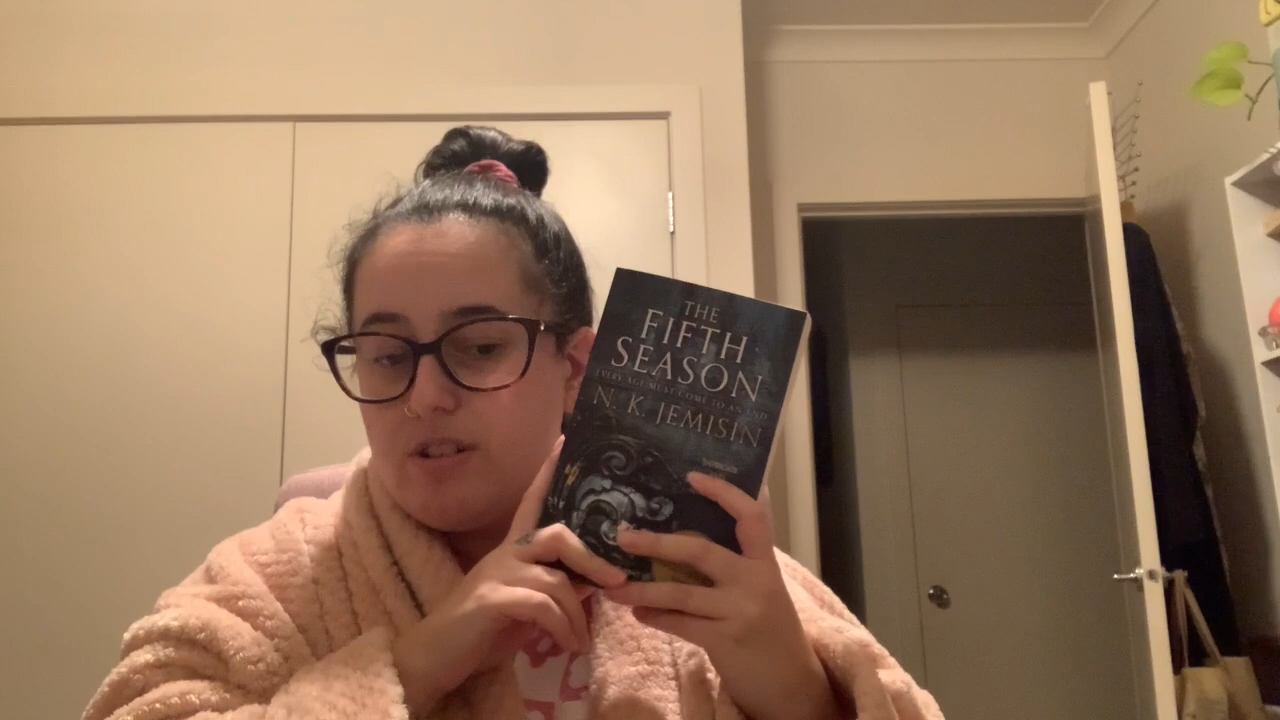 THE
FIFTH
SEASON
EVERY AGE MUST COME TO AN END
N. K. JEMISIN